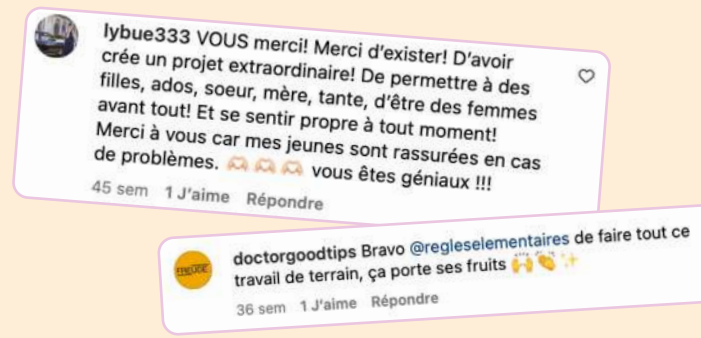 lybue333 VOUS merci! Merci d'exister! D'avoir
crée un projet extraordinaire! De permettre à des
filles, ados, soeur, mère, tante, d'être des femmes
avant tout! Et se sentir propre à tout moment!
Merci à vous car mes jeunes sont rassurées en cas
de problèmes. 🫶🏻 🫶🏻 🫶🏻 vous êtes géniaux !!!
45 sem 1 J'aime Répondre
doctorgoodtips Bravo @regleselementaires de faire tout ce
travail de terrain, ça porte ses fruits 🙌👏✨
36 sem 1 J'aime Répondre